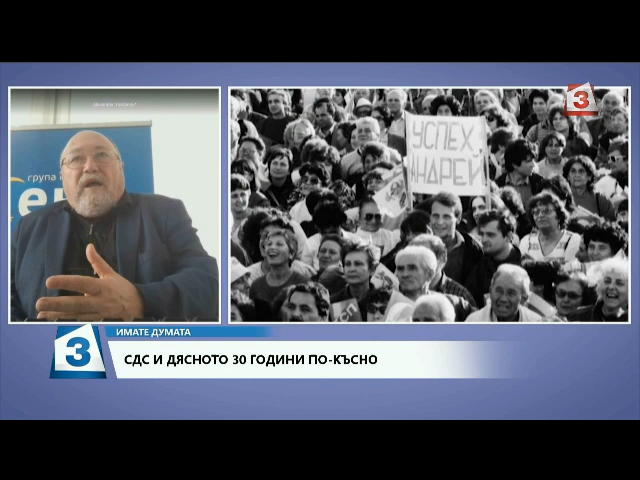 3
група
УСПЕХ,
АНДРЕЙ
3
ИМАТЕ ДУМАТА
СДС И ДЯСНОТО 30 ГОДИНИ ПО-КЪСНО